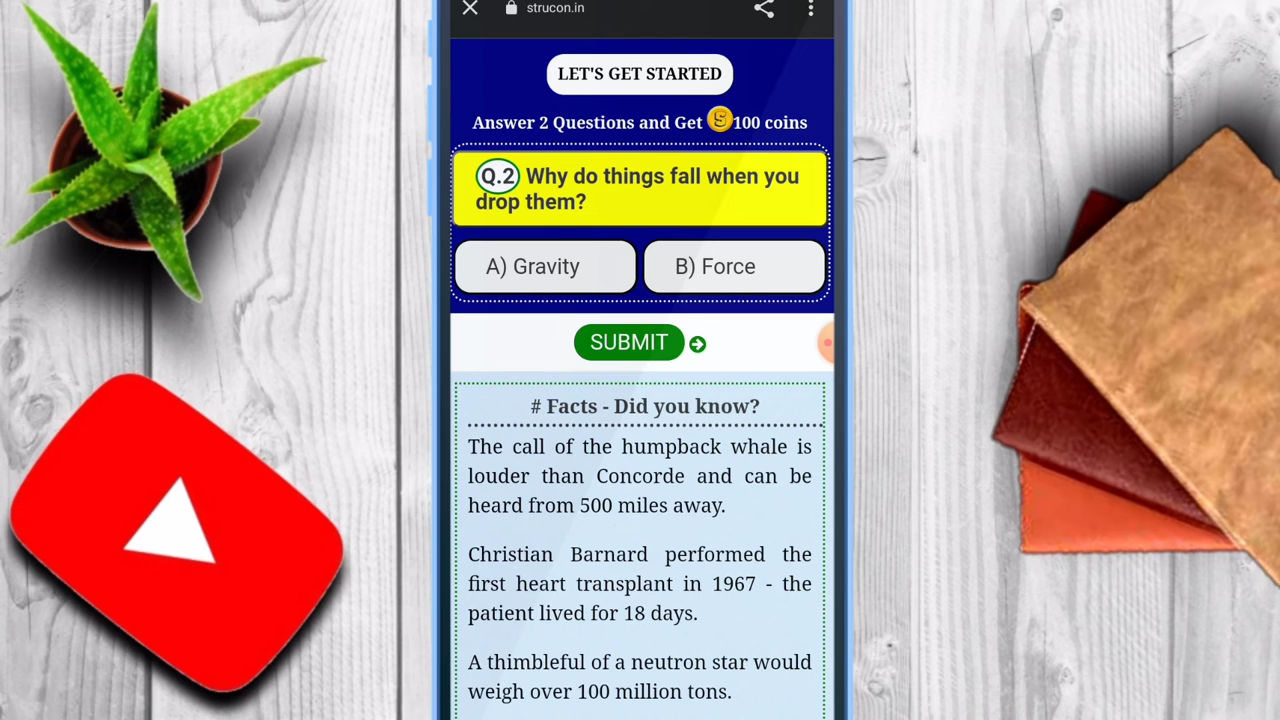 strucon.in
LET'S GET STARTED
Answer 2 Questions and Get S 100 coins
Q.2 Why do things fall when you
drop them?
A) Gravity
B) Force
SUBMIT
# Facts - Did you know?
The call of the humpback whale is
louder than Concorde and can be
heard from 500 miles away.
Christian Barnard performed the
first heart transplant in 1967 - the
patient lived for 18 days.
A thimbleful of a neutron star would
weigh over 100 million tons.